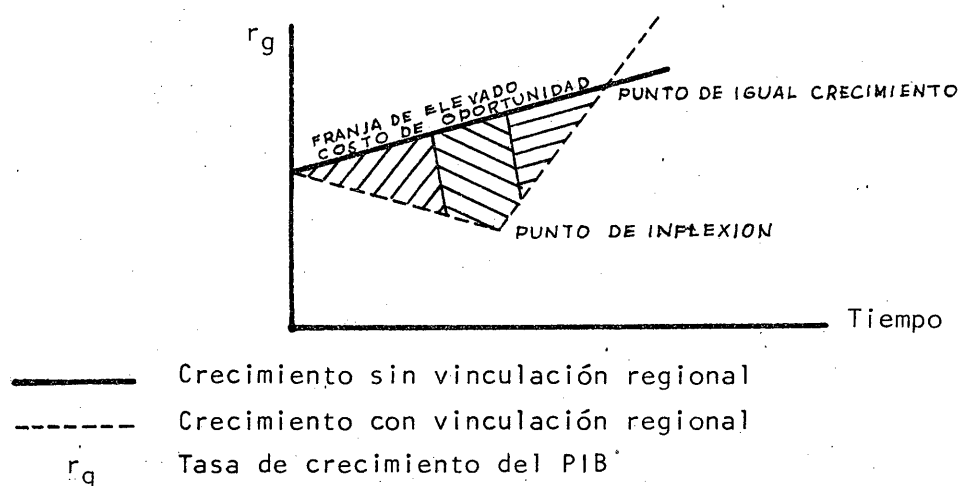 r_g
FRANJA DE ELEVADO
COSTO DE OPORTUNIDAD
PUNTO DE IGUAL CRECIMIENTO
PUNTO DE INFLEXION
Tiempo
Crecimiento sin vinculación regional
Crecimiento con vinculación regional
r_g Tasa de crecimiento del PIB